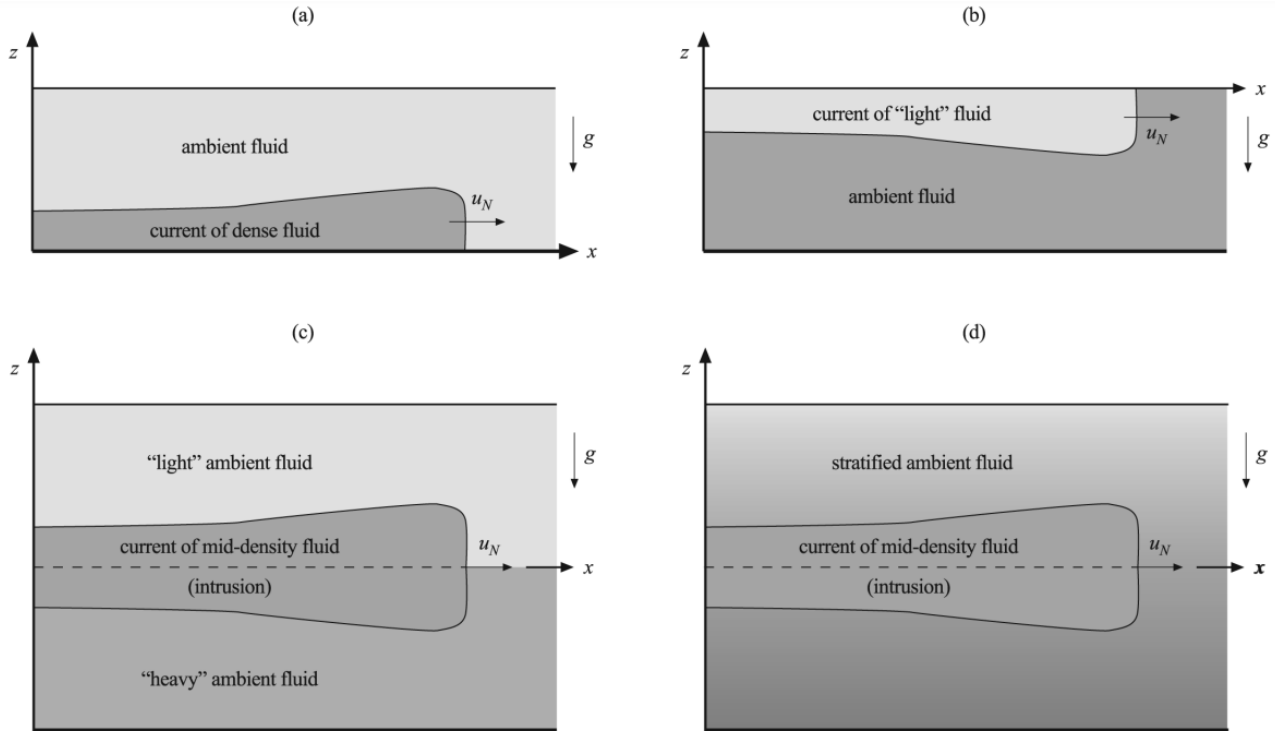 (a)
z
ambient fluid
g
u_N
current of dense fluid
x
(b)
z
x
current of “light” fluid
u_N
g
ambient fluid
(c)
z
“light” ambient fluid
g
current of mid-density fluid
u_N
x
(intrusion)
“heavy” ambient fluid
(d)
z
stratified ambient fluid
g
current of mid-density fluid
u_N
x
(intrusion)